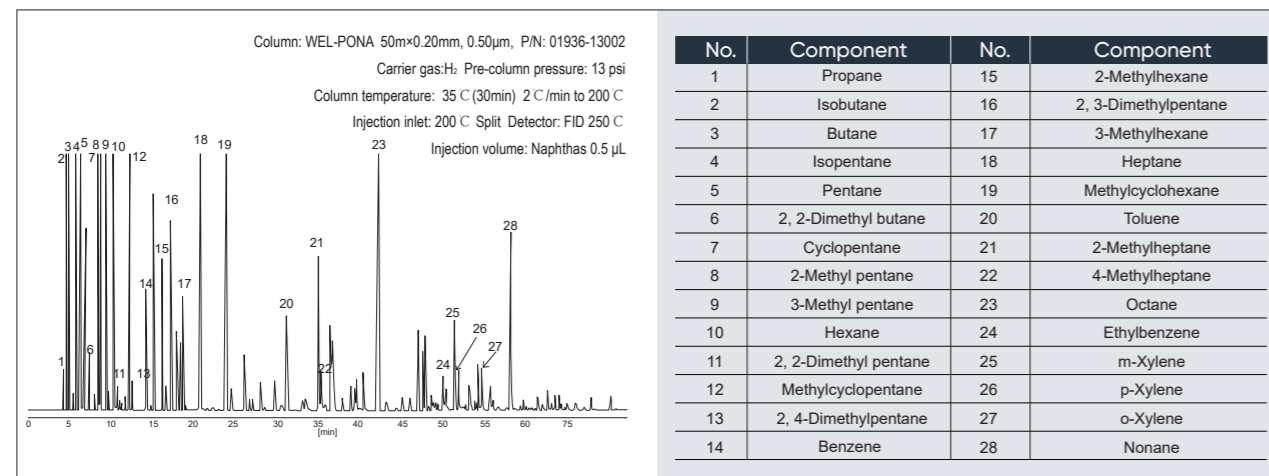 Column: WEL-PONA 50m×0.20mm, 0.50μm, P/N: 01936-13002
Carrier gas:H₂ Pre-column pressure: 13 psi
Column temperature: 35℃(30min) 2℃/min to 200℃
Injection inlet: 200℃ Split Detector: FID 250℃
Injection volume: Naphthas 0.5 μL
1
2
3
4
5
6
7
8
9
10
11
12
13
14
15
16
17
18
19
20
21
22
23
24
25
26
27
28
0 5 10 15 20 25 30 35 40 45 50 55 60 65 70 75
[min]
No. Component No. Component
1 Propane 15 2-Methylhexane
2 Isobutane 16 2, 3-Dimethylpentane
3 Butane 17 3-Methylhexane
4 Isopentane 18 Heptane
5 Pentane 19 Methylcyclohexane
6 2, 2-Dimethyl butane 20 Toluene
7 Cyclopentane 21 2-Methylheptane
8 2-Methyl pentane 22 4-Methylheptane
9 3-Methyl pentane 23 Octane
10 Hexane 24 Ethylbenzene
11 2, 2-Dimethyl pentane 25 m-Xylene
12 Methylcyclopentane 26 p-Xylene
13 2, 4-Dimethylpentane 27 o-Xylene
14 Benzene 28 Nonane